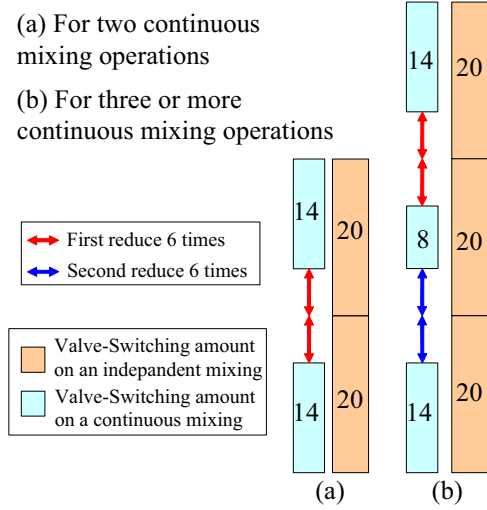 (a) For two continuous
mixing operations
(b) For three or more
continuous mixing operations
First reduce 6 times
Second reduce 6 times
Valve-Switching amount
on an independent mixing
Valve-Switching amount
on a continuous mixing
14
20
14
20
(a)
14
20
8
20
14
20
(b)